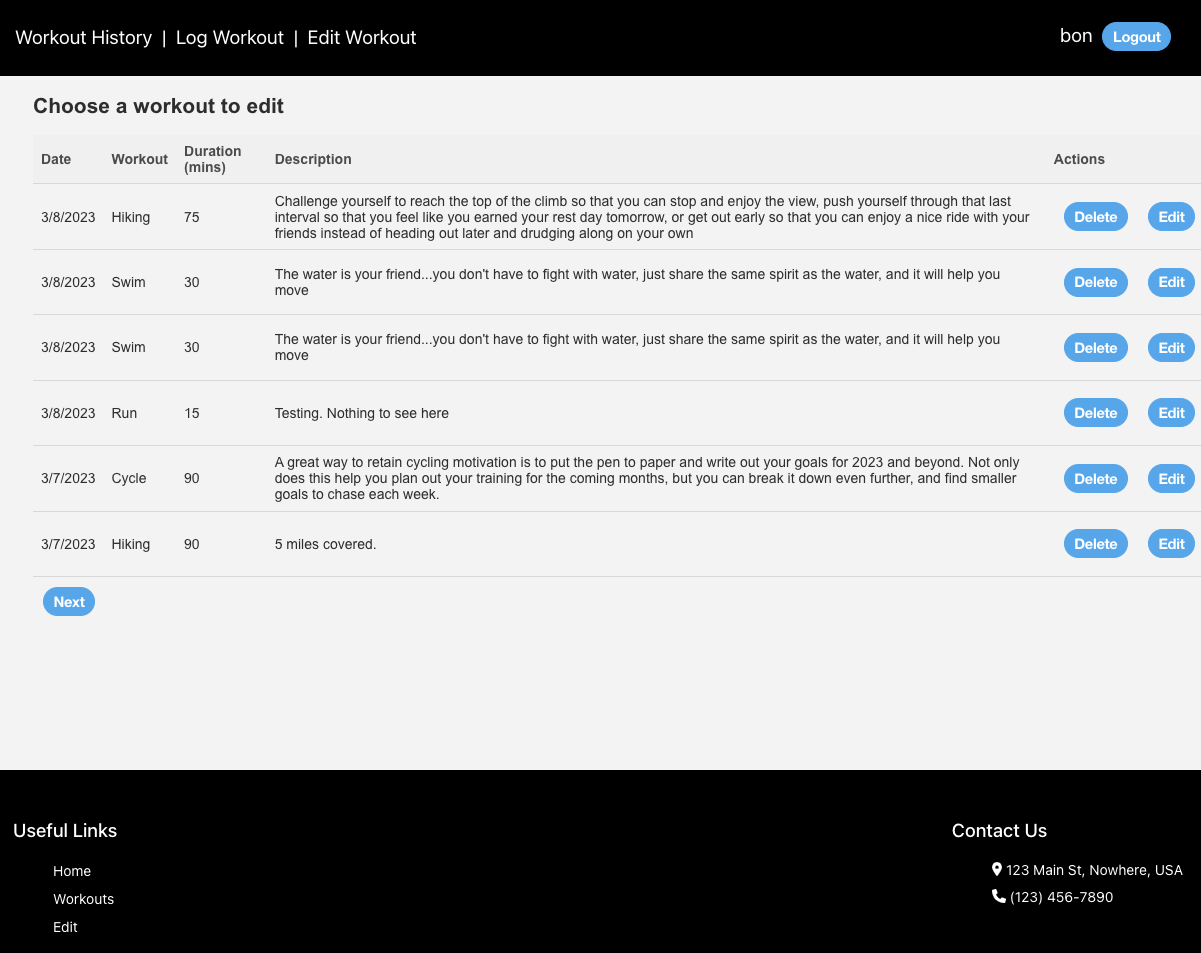 Workout History | Log Workout | Edit Workout
bon Logout
Choose a workout to edit
Date Workout Duration (mins) Description Actions
3/8/2023 Hiking 75
Challenge yourself to reach the top of the climb so that you can stop and enjoy the view, push yourself through that last
interval so that you feel like you earned your rest day tomorrow, or get out early so that you can enjoy a nice ride with your
friends instead of heading out later and drudging along on your own
Delete Edit
3/8/2023 Swim 30
The water is your friend...you don't have to fight with water, just share the same spirit as the water, and it will help you
move
Delete Edit
3/8/2023 Swim 30
The water is your friend...you don't have to fight with water, just share the same spirit as the water, and it will help you
move
Delete Edit
3/8/2023 Run 15 Testing. Nothing to see here Delete Edit
3/7/2023 Cycle 90
A great way to retain cycling motivation is to put the pen to paper and write out your goals for 2023 and beyond. Not only
does this help you plan out your training for the coming months, but you can break it down even further, and find smaller
goals to chase each week.
Delete Edit
3/7/2023 Hiking 90 5 miles covered. Delete Edit
Next
Useful Links
Home
Workouts
Edit
Contact Us
123 Main St, Nowhere, USA
(123) 456-7890